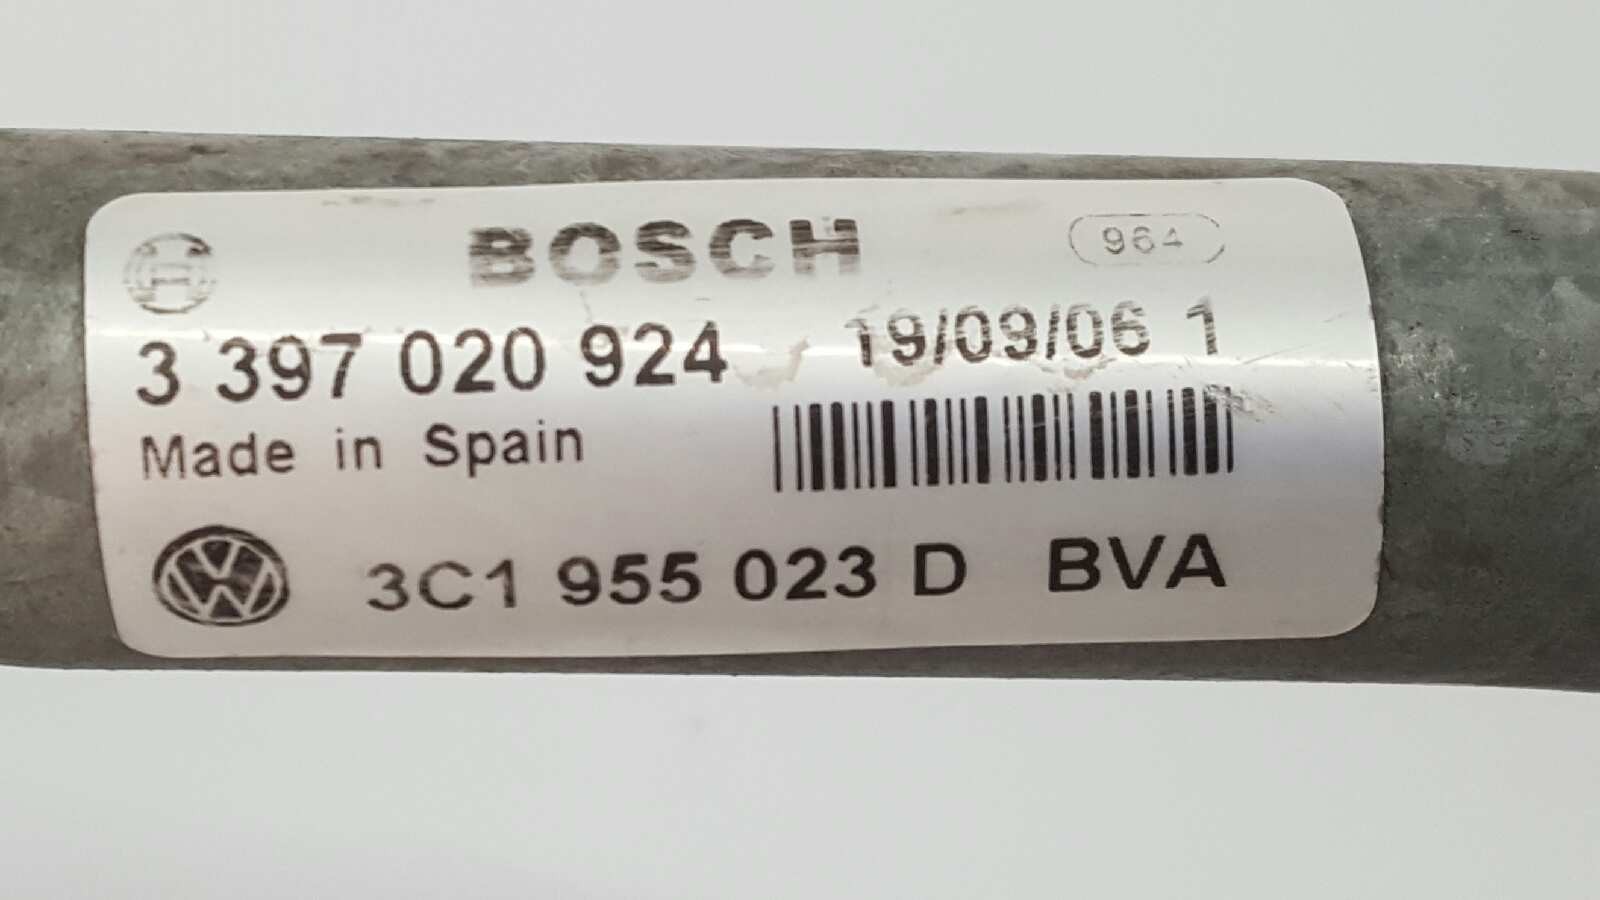 BOSCH 964
3 397 020 924 19/09/06 1
Made in Spain
3C1 955 023 D BVA